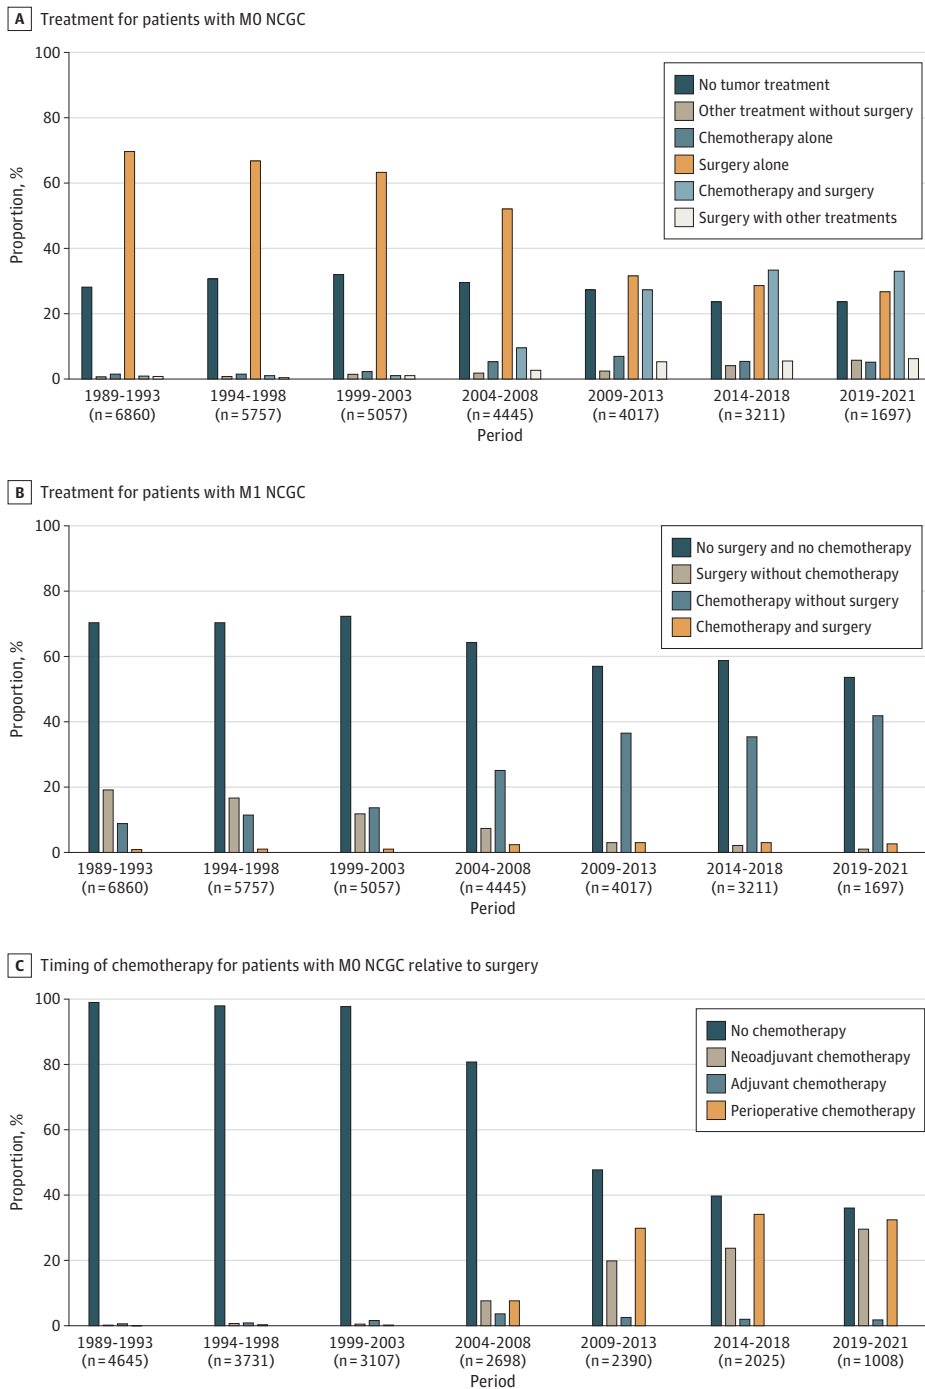 A Treatment for patients with M0 NCGC
Proportion, %
100
80
60
40
20
0
No tumor treatment
Other treatment without surgery
Chemotherapy alone
Surgery alone
Chemotherapy and surgery
Surgery with other treatments
1989-1993 1994-1998 1999-2003 2004-2008 2009-2013 2014-2018 2019-2021
(n=6860) (n=5757) (n=5057) (n=4445) (n=4017) (n=3211) (n=1697)
Period
B Treatment for patients with M1 NCGC
Proportion, %
100
80
60
40
20
0
No surgery and no chemotherapy
Surgery without chemotherapy
Chemotherapy without surgery
Chemotherapy and surgery
1989-1993 1994-1998 1999-2003 2004-2008 2009-2013 2014-2018 2019-2021
(n=6860) (n=5757) (n=5057) (n=4445) (n=4017) (n=3211) (n=1697)
Period
C Timing of chemotherapy for patients with M0 NCGC relative to surgery
Proportion, %
100
80
60
40
20
0
No chemotherapy
Neoadjuvant chemotherapy
Adjuvant chemotherapy
Perioperative chemotherapy
1989-1993 1994-1998 1999-2003 2004-2008 2009-2013 2014-2018 2019-2021
(n=4645) (n=3731) (n=3107) (n=2698) (n=2390) (n=2025) (n=1008)
Period